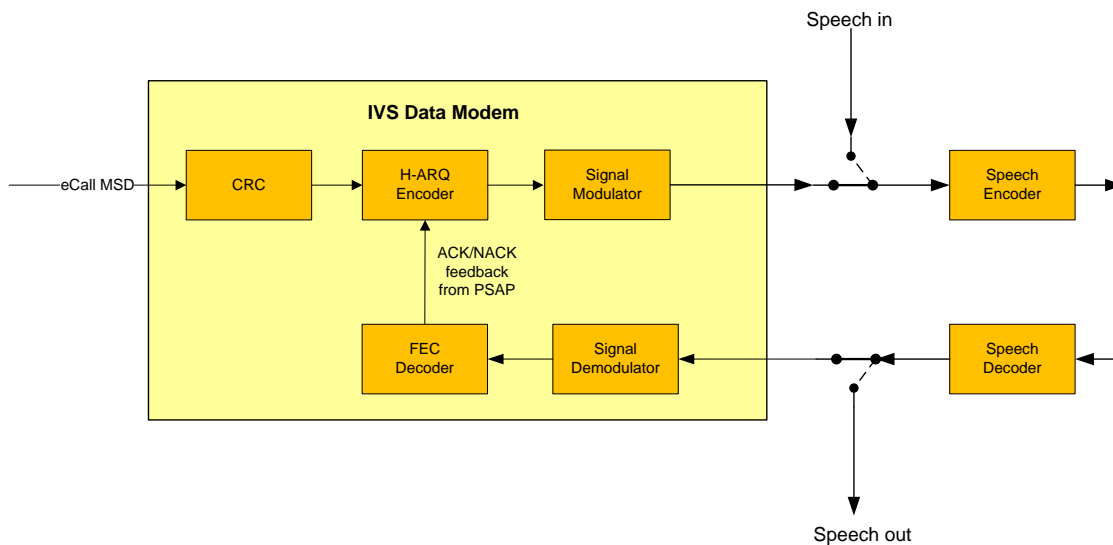 Speech in
IVS Data Modem
eCall MSD
CRC
H-ARQ
Encoder
Signal
Modulator
Speech
Encoder
ACK/NACK
feedback
from PSAP
FEC
Decoder
Signal
Demodulator
Speech
Decoder
Speech out